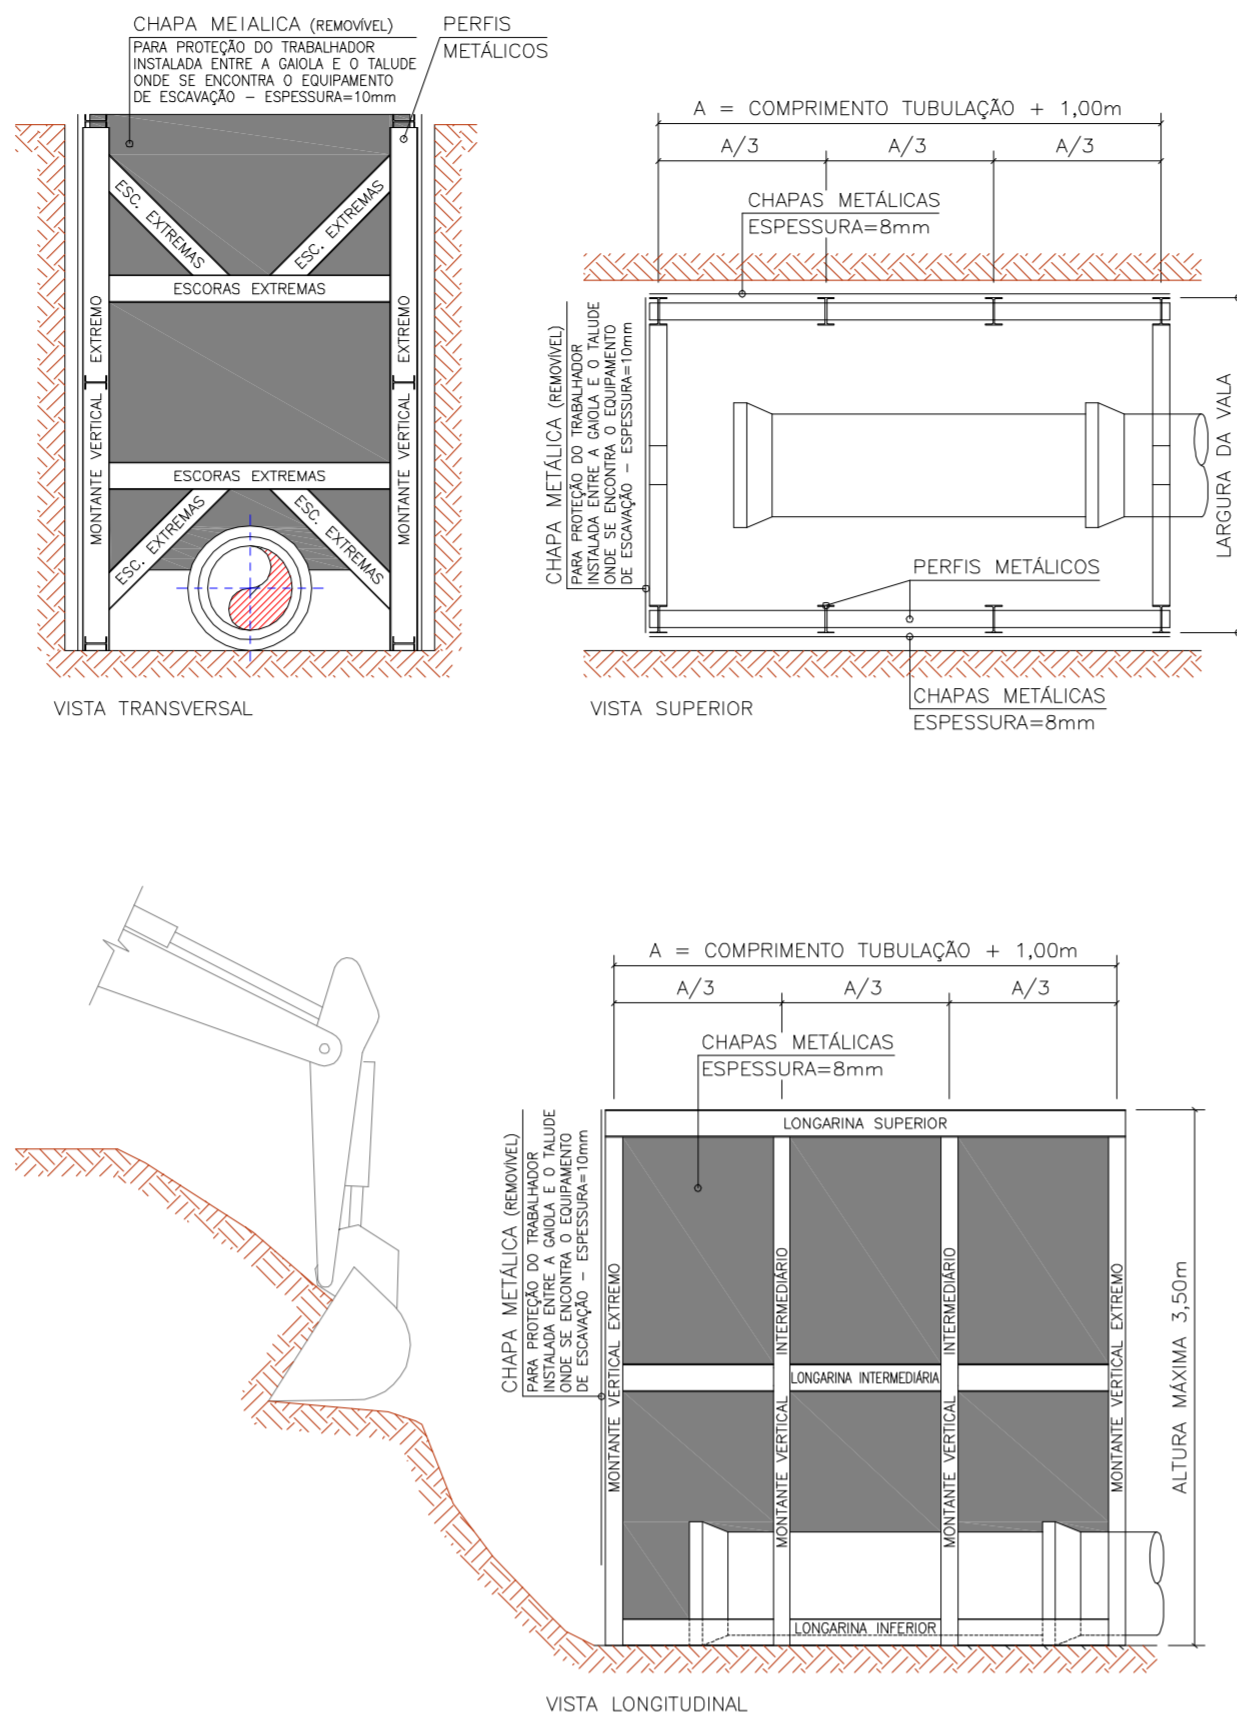 CHAPA MEIALICA (REMOVÍVEL)
PARA PROTEÇÃO DO TRABALHADOR
INSTALADA ENTRE A GAIOLA E O TALUDE
ONDE SE ENCONTRA O EQUIPAMENTO
DE ESCAVAÇÃO – ESPESSURA=10mm
PERFIS
METÁLICOS
ESC. EXTREMAS
ESC. EXTREMAS
ESCORAS EXTREMAS
MONTANTE VERTICAL EXTREMO
MONTANTE VERTICAL EXTREMO
ESCORAS EXTREMAS
ESC. EXTREMAS
ESC. EXTREMAS
VISTA TRANSVERSAL
A = COMPRIMENTO TUBULAÇÃO + 1,00m
A/3 A/3 A/3
CHAPAS METÁLICAS
ESPESSURA=8mm
CHAPA METÁLICA (REMOVÍVEL)
PARA PROTEÇÃO DO TRABALHADOR
INSTALADA ENTRE A GAIOLA E O TALUDE
ONDE SE ENCONTRA O EQUIPAMENTO
DE ESCAVAÇÃO – ESPESSURA=10mm
LARGURA DA VALA
PERFIS METÁLICOS
CHAPAS METÁLICAS
ESPESSURA=8mm
VISTA SUPERIOR
A = COMPRIMENTO TUBULAÇÃO + 1,00m
A/3 A/3 A/3
CHAPAS METÁLICAS
ESPESSURA=8mm
CHAPA METÁLICA (REMOVÍVEL)
PARA PROTEÇÃO DO TRABALHADOR
INSTALADA ENTRE A GAIOLA E O TALUDE
ONDE SE ENCONTRA O EQUIPAMENTO
DE ESCAVAÇÃO – ESPESSURA=10mm
LONGARINA SUPERIOR
MONTANTE VERTICAL EXTREMO
MONTANTE VERTICAL INTERMEDIÁRIO
LONGARINA INTERMEDIÁRIA
MONTANTE VERTICAL INTERMEDIÁRIO
MONTANTE VERTICAL EXTREMO
ALTURA MÁXIMA 3,50m
LONGARINA INFERIOR
VISTA LONGITUDINAL